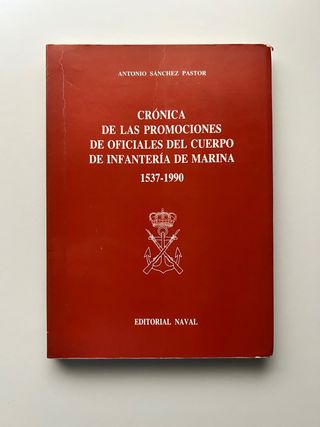 ANTONIO SÁNCHEZ PASTOR
CRÓNICA
DE LAS PROMOCIONES
DE OFICIALES DEL CUERPO
DE INFANTERÍA DE MARINA
1537-1990
EDITORIAL NAVAL